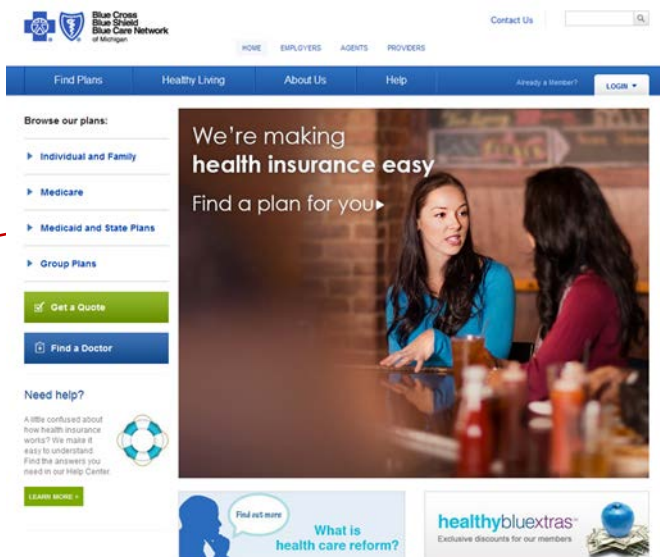 Blue Cross
Blue Shield
Blue Care Network
of Michigan
Contact Us
HOME EMPLOYERS AGENTS PROVIDERS
Find Plans Healthy Living About Us Help Already a Member? LOGIN
Browse our plans:
Individual and Family
Medicare
Medicaid and State Plans
Group Plans
Get a Quote
Find a Doctor
Need help?
A little confused about
how health insurance
works? We make it
easy to understand.
Find the answers you
need in our Help Center.
LEARN MORE »
We're making
health insurance easy
Find a plan for you
Find out more
What is
health care reform?
healthybluextras℠
Exclusive discounts for our members